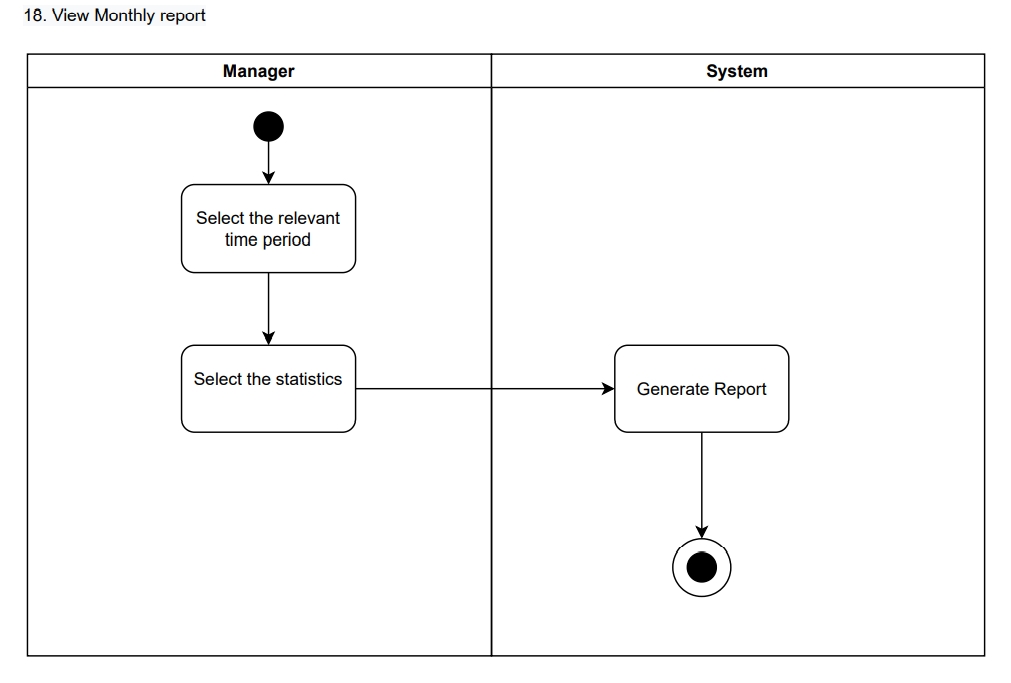 18. View Monthly report
Manager
System
Select the relevant
time period
Select the statistics
Generate Report